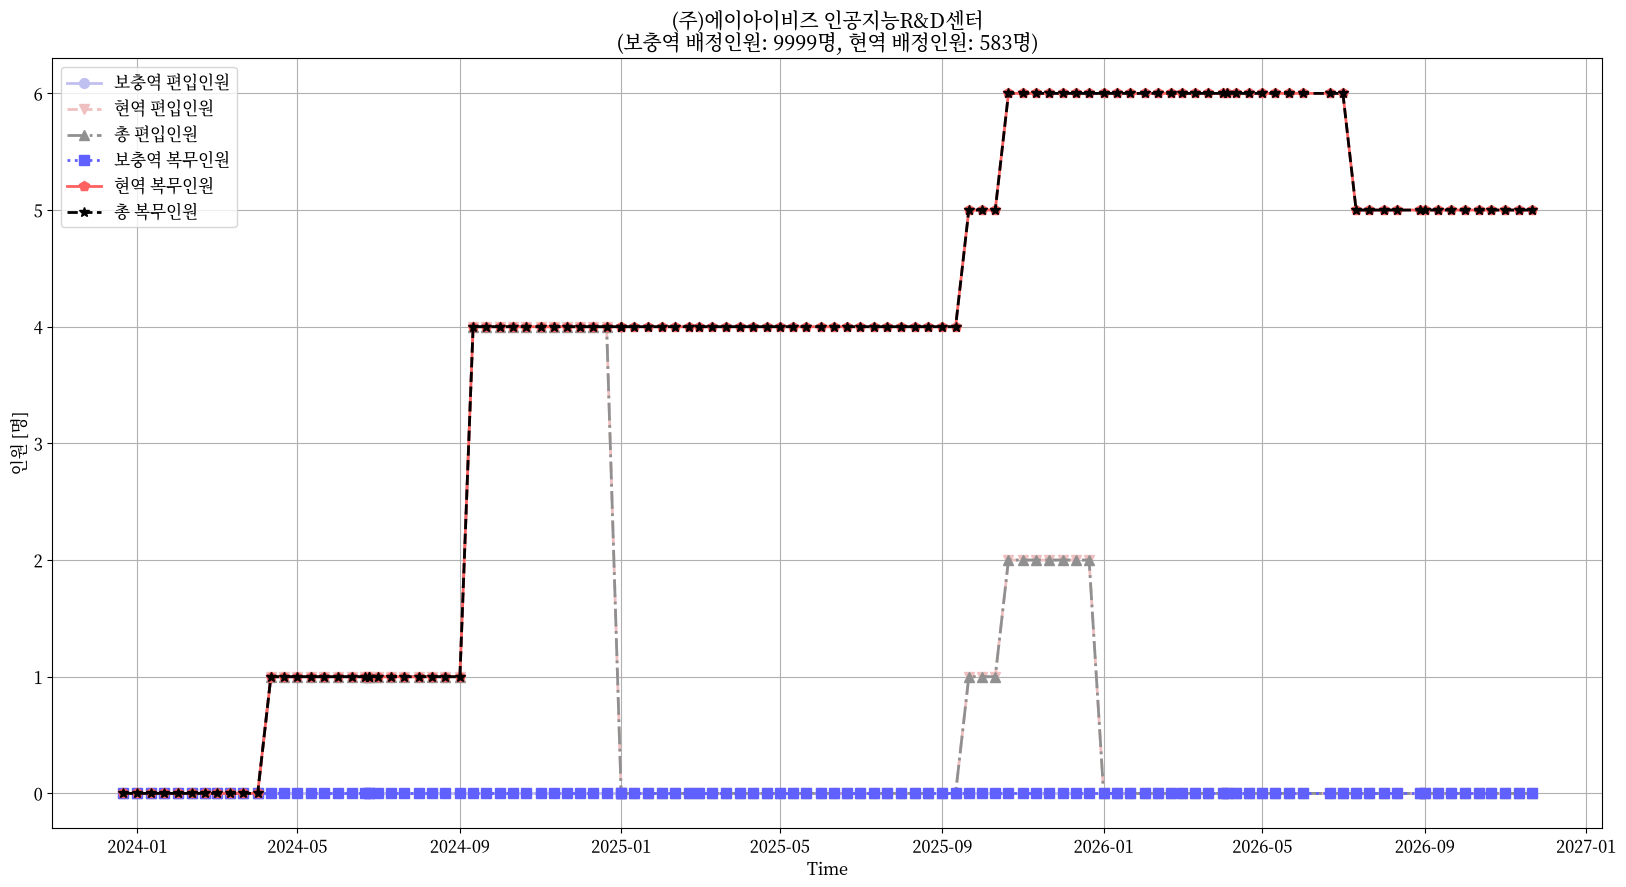 (주)에이아이비즈 인공지능R&D센터
(보충역 배정인원: 9999명, 현역 배정인원: 583명)
보충역 편입인원
현역 편입인원
총 편입인원
보충역 복무인원
현역 복무인원
총 복무인원
6
5
4
3
2
1
0
인원 [명]
2024-01
2024-05
2024-09
2025-01
2025-05
2025-09
2026-01
2026-05
2026-09
2027-01
Time